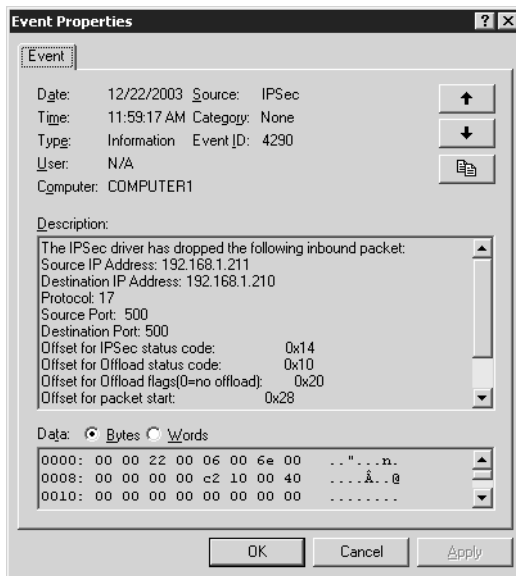 Event Properties
Event
Date: 12/22/2003 Source: IPSec
Time: 11:59:17 AM Category: None
Type: Information Event ID: 4290
User: N/A
Computer: COMPUTER1
Description:
The IPSec driver has dropped the following inbound packet:
Source IP Address: 192.168.1.211
Destination IP Address: 192.168.1.210
Protocol: 17
Source Port: 500
Destination Port: 500
Offset for IPSec status code: 0x14
Offset for Offload status code: 0x10
Offset for Offload flags(0=no offload): 0x20
Offset for packet start: 0x28
Data: Bytes Words
0000: 00 00 22 00 06 00 6e 00 .."...n.
0008: 00 00 00 00 c2 10 00 40 ....Â..@
0010: 00 00 00 00 00 00 00 00 ........
OK Cancel Apply